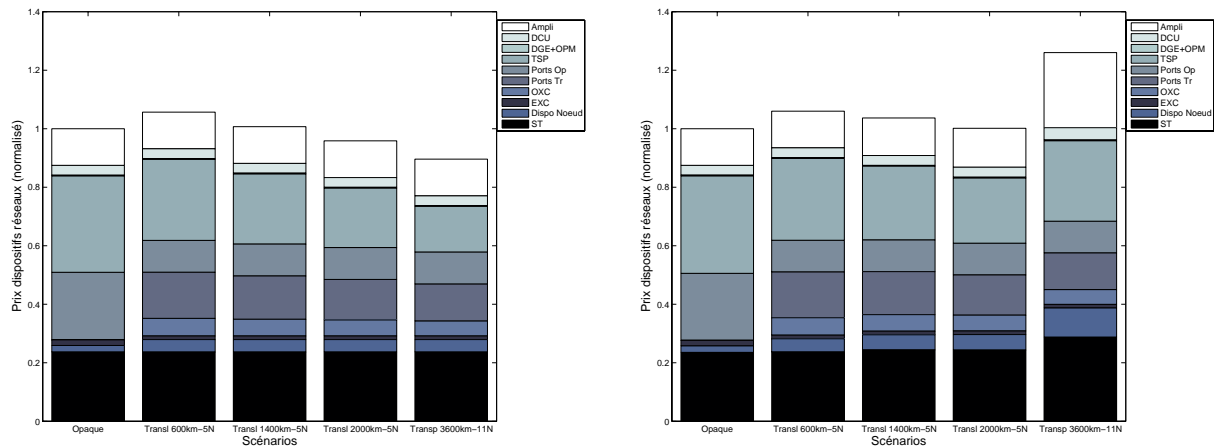 1.4
1.2
1
0.8
0.6
0.4
0.2
0
Prix dispositifs réseaux (normalisé)
Ampli
DCU
DGE+OPM
TSP
Ports Op
Ports Tr
OXC
EXC
Dispo Noeud
ST
Opaque
Transl 600km−5N
Transl 1400km−5N
Transl 2000km−5N
Transp 3600km−11N
Scénarios
1.4
1.2
1
0.8
0.6
0.4
0.2
0
Prix dispositifs réseaux (normalisé)
Ampli
DCU
DGE+OPM
TSP
Ports Op
Ports Tr
OXC
EXC
Dispo Noeud
ST
Opaque
Transl 600km−5N
Transl 1400km−5N
Transl 2000km−5N
Transp 3600km−11N
Scénarios